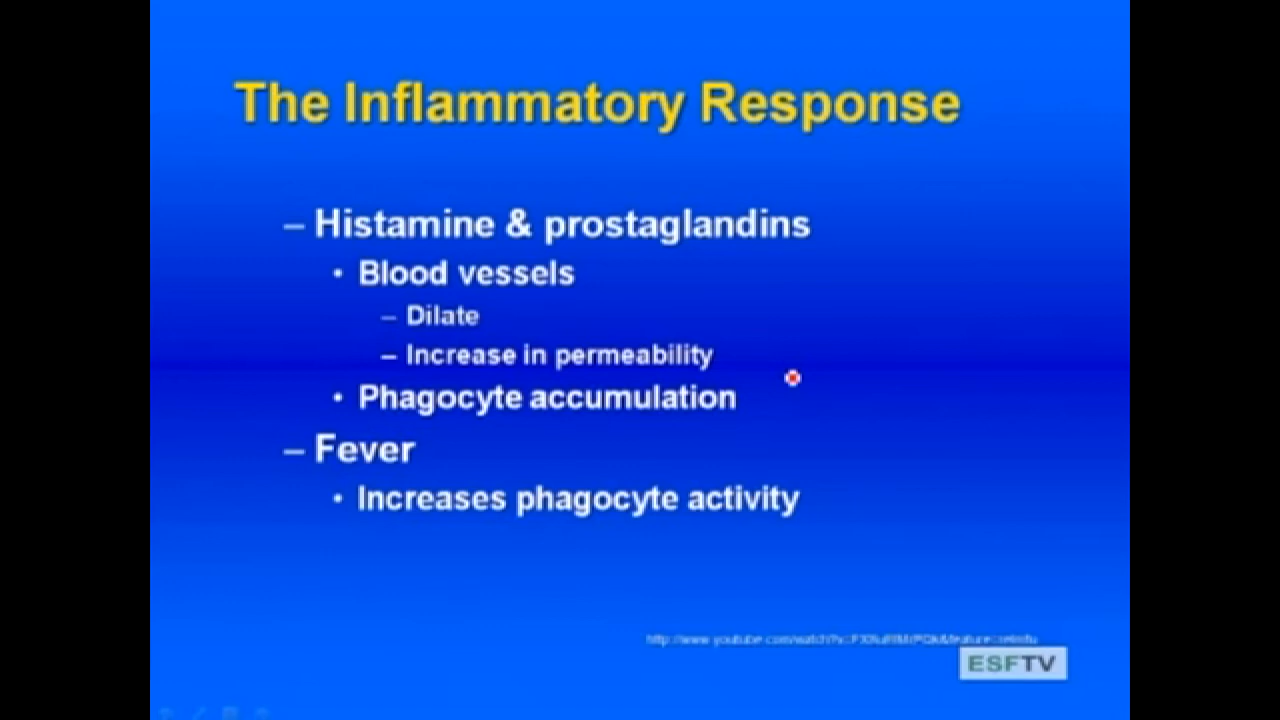 The Inflammatory Response
– Histamine & prostaglandins
• Blood vessels
– Dilate
– Increase in permeability
• Phagocyte accumulation
– Fever
• Increases phagocyte activity
ESFTV